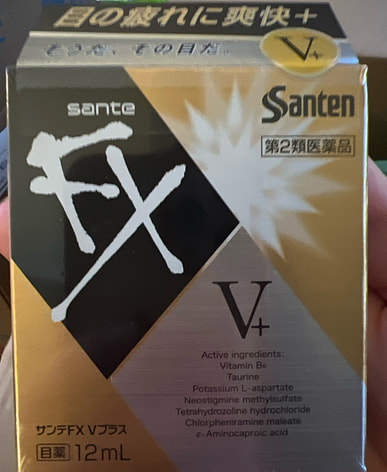 目の疲れに爽快＋
そうだ、その目だ。
V+
sante
FX
Santen
第2類医薬品
V+
Active ingredients:
Vitamin B6
Taurine
Potassium L-aspartate
Neostigmine methylsulfate
Tetrahydrozoline hydrochloride
Chlorpheniramine maleate
ε-Aminocaproic acid
サンテFX Vプラス
目薬 12mL